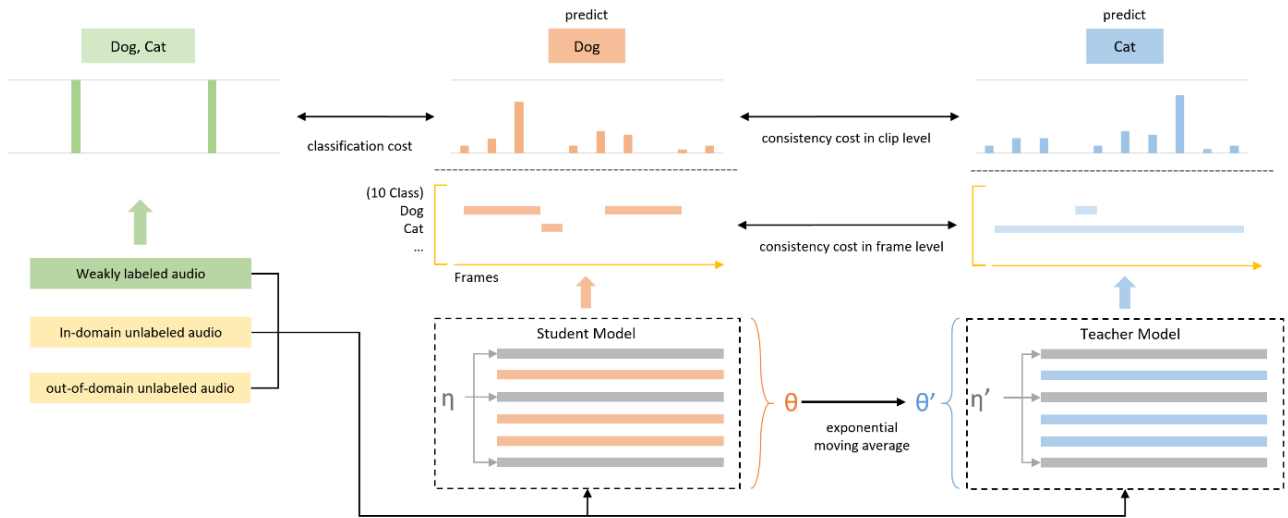 predict
predict
Dog, Cat
Dog
Cat
classification cost
consistency cost in clip level
(10 Class)
Dog
Cat
...
consistency cost in frame level
Frames
Weakly labeled audio
In-domain unlabeled audio
out-of-domain unlabeled audio
Student Model
η
θ
exponential
moving average
θ’
Teacher Model
η’